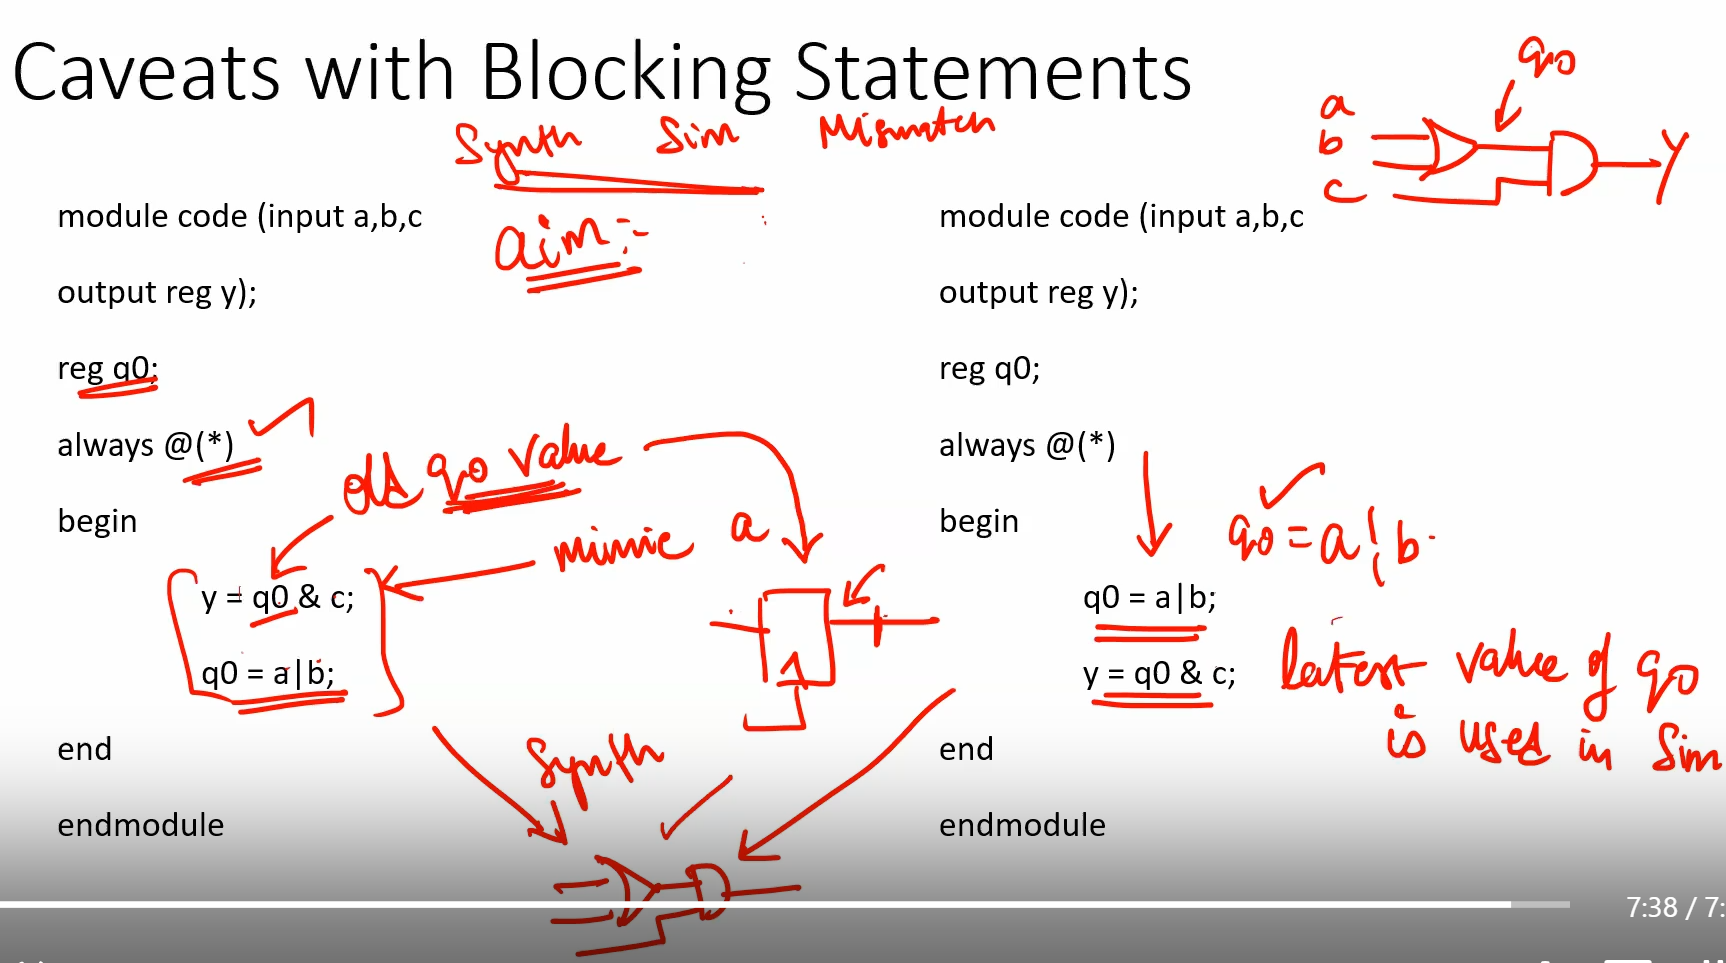 Caveats with Blocking Statements
Synth Sim Mismatch
aim:-
module code (input a,b,c
output reg y);
reg q0;
always @(*)
begin
old q0 value
mimic a
y = q0 & c;
q0 = a|b;
end
endmodule
Synth
q0
a
b
c
Y
module code (input a,b,c
output reg y);
reg q0;
always @(*)
begin
q0 = a|b.
q0 = a|b;
y = q0 & c;
latest value of q0
is used in Sim
end
endmodule
7:38 / 7: